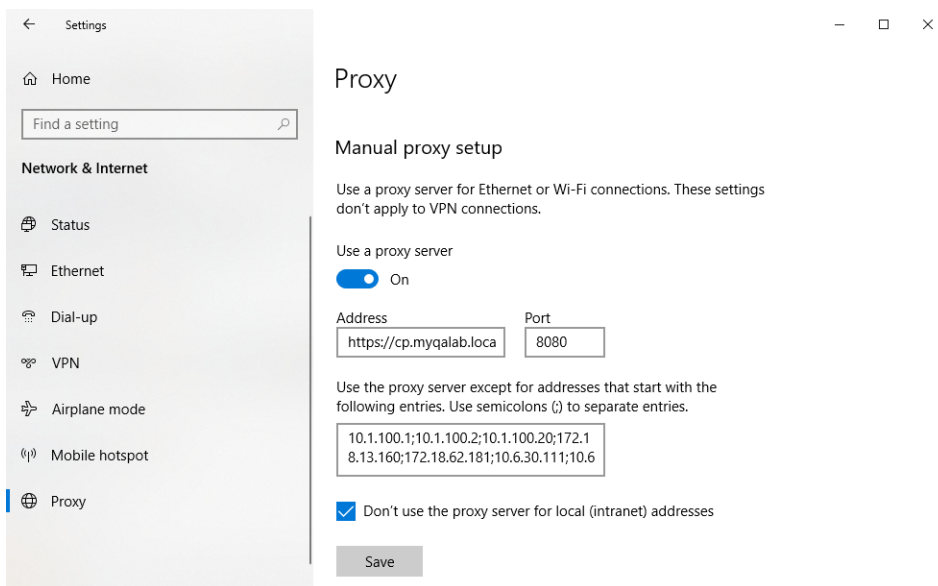 Settings
Home
Find a setting
Network & Internet
Status
Ethernet
Dial-up
VPN
Airplane mode
Mobile hotspot
Proxy
Proxy
Manual proxy setup
Use a proxy server for Ethernet or Wi-Fi connections. These settings
don't apply to VPN connections.
Use a proxy server
On
Address Port
https://cp.myqalab.loca 8080
Use the proxy server except for addresses that start with the
following entries. Use semicolons (;) to separate entries.
10.1.100.1;10.1.100.2;10.1.100.20;172.1
8.13.160;172.18.62.181;10.6.30.111;10.6
Don't use the proxy server for local (intranet) addresses
Save